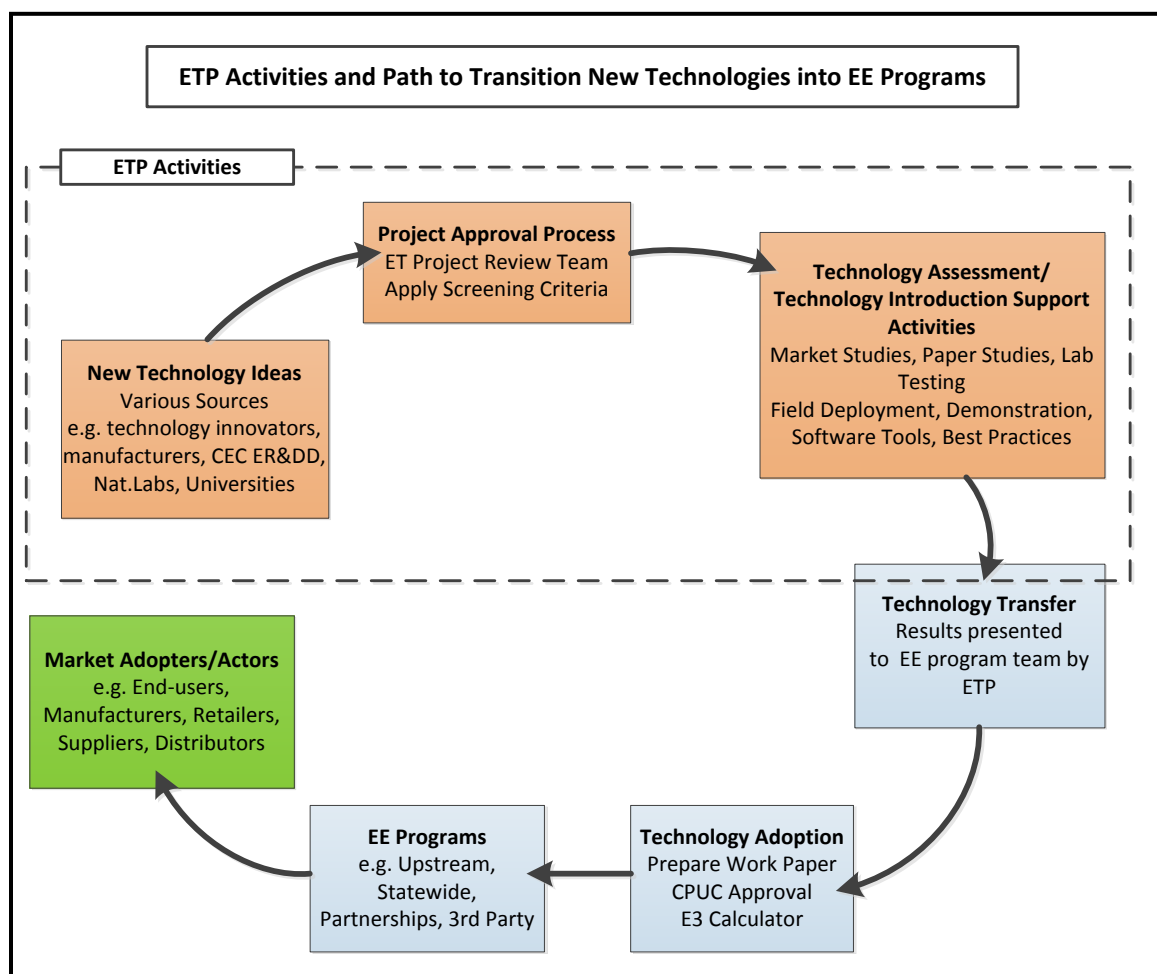 ETP Activities and Path to Transition New Technologies into EE Programs
ETP Activities
Project Approval Process
ET Project Review Team
Apply Screening Criteria
Technology Assessment/
Technology Introduction Support
Activities
Market Studies, Paper Studies, Lab
Testing
Field Deployment, Demonstration,
Software Tools, Best Practices
New Technology Ideas
Various Sources
e.g. technology innovators,
manufacturers, CEC ER&DD,
Nat.Labs, Universities
Technology Transfer
Results presented
to EE program team by
ETP
Market Adopters/Actors
e.g. End-users,
Manufacturers, Retailers,
Suppliers, Distributors
EE Programs
e.g. Upstream,
Statewide,
Partnerships, 3rd Party
Technology Adoption
Prepare Work Paper
CPUC Approval
E3 Calculator